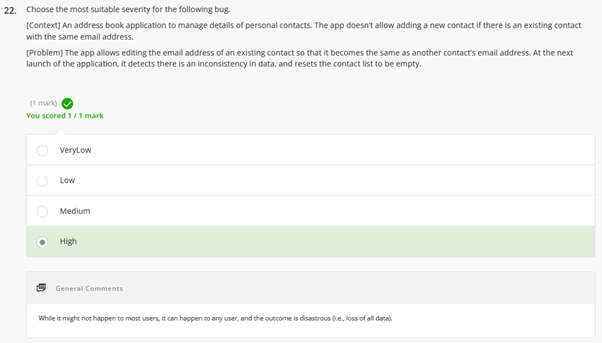 22. Choose the most suitable severity for the following bug.
[Context] An address book application to manage details of personal contacts. The app doesn't allow adding a new contact if there is an existing contact
with the same email address.
[Problem] The app allows editing the email address of an existing contact so that it becomes the same as another contact's email address. At the next
launch of the application, it detects there is an inconsistency in data, and resets the contact list to be empty.
(1 mark)
You scored 1 / 1 mark
VeryLow
Low
Medium
High
General Comments
While it might not happen to most users, it can happen to any user, and the outcome is disastrous (i.e., loss of all data).